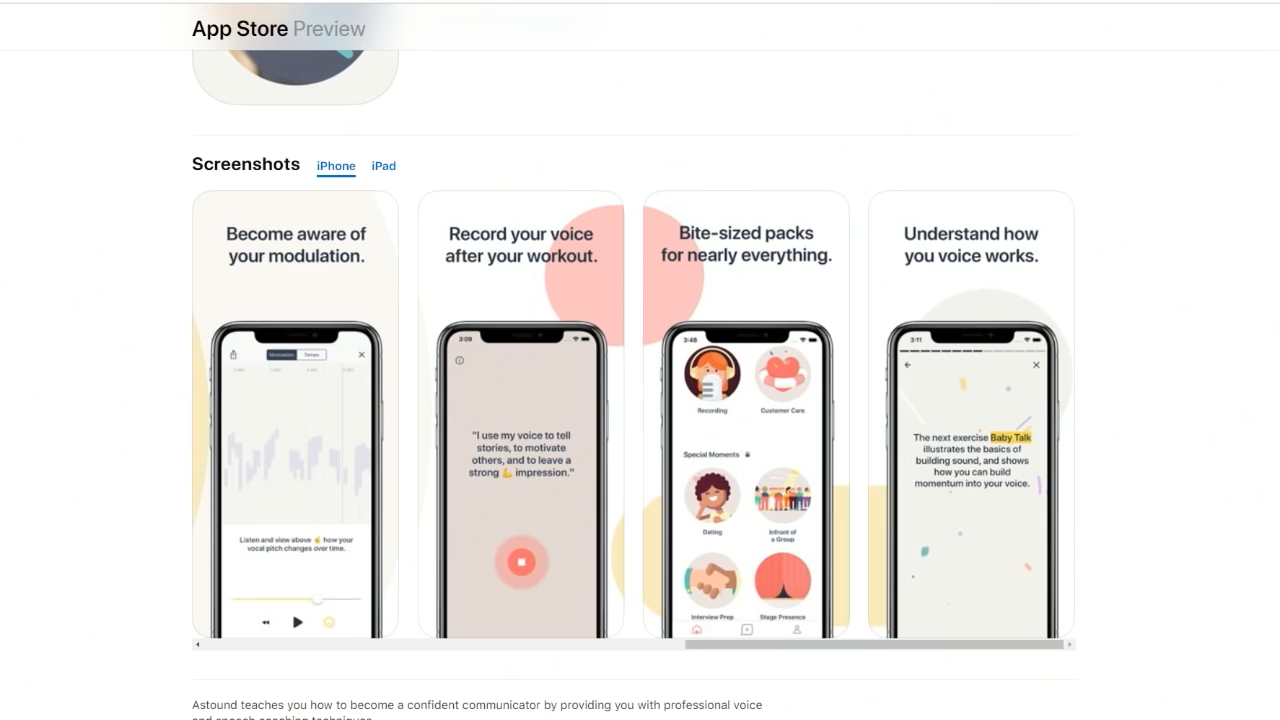 App Store Preview
Screenshots iPhone iPad
Become aware of
your modulation.
Modulation Tempo
Listen and view above ☝ how your
vocal pitch changes over time.
Record your voice
after your workout.
3:09
"I use my voice to tell
stories, to motivate
others, and to leave a
strong 💪 impression."
Bite-sized packs
for nearly everything.
3:48
Recording Customer Care
Special Moments
Dating Infront of
a Group
Interview Prep Stage Presence
Understand how
you voice works.
3:11
The next exercise Baby Talk
illustrates the basics of
building sound, and shows
how you can build
momentum into your voice.
Astound teaches you how to become a confident communicator by providing you with professional voice
and speech coaching techniques